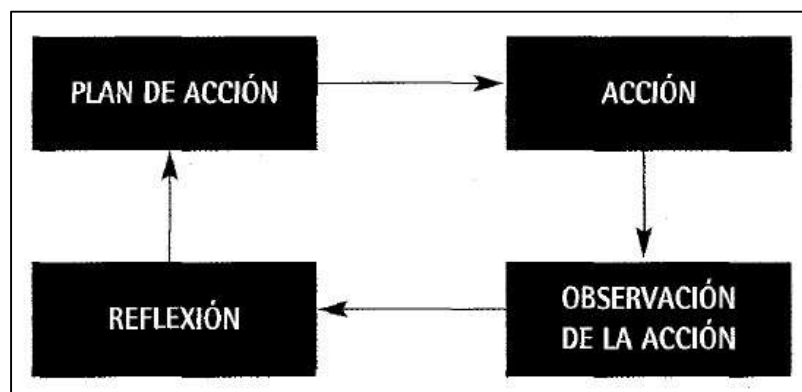 PLAN DE ACCIÓN
ACCIÓN
REFLEXIÓN
OBSERVACIÓN
DE LA ACCIÓN